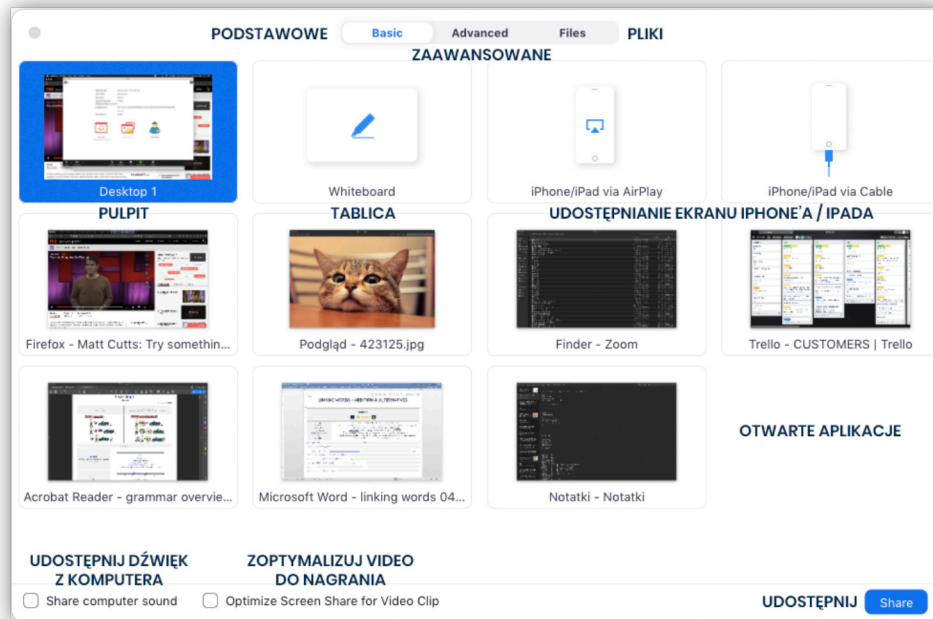 PODSTAWOWE Basic Advanced Files PLIKI
ZAAWANSOWANE
Desktop 1 Whiteboard iPhone/iPad via AirPlay iPhone/iPad via Cable
PULPIT TABLICA UDOSTĘPNIANIE EKRANU IPHONE'A / IPADA
Firefox - Matt Cutts: Try somethin... Podgląd - 423125.jpg Finder - Zoom Trello - CUSTOMERS | Trello
OTWARTE APLIKACJE
Acrobat Reader - grammar overvie... Microsoft Word - linking words 04... Notatki - Notatki
UDOSTĘPNIJ DŹWIĘK ZOPTYMALIZUJ VIDEO
Z KOMPUTERA DO NAGRANIA
Share computer sound Optimize Screen Share for Video Clip UDOSTĘPNIJ Share